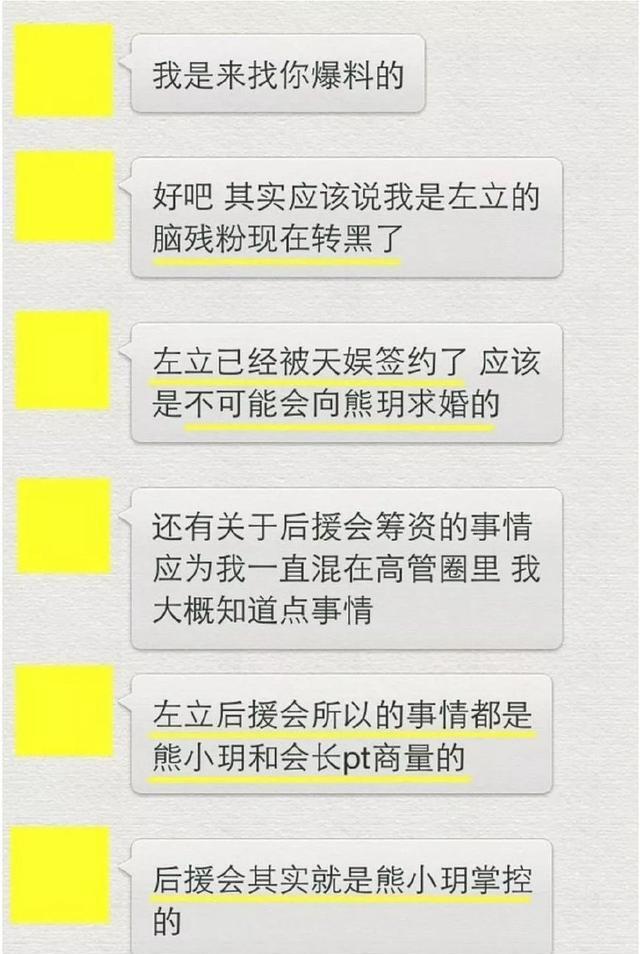 我是来找你爆料的
好吧 其实应该说我是左立的
脑残粉现在转黑了
左立已经被天娱签约了 应该
是不可能会向熊玥求婚的
还有关于后援会筹资的事情
应为我一直混在高管圈里 我
大概知道点事情
左立后援会所以的事情都是
熊小玥和会长pt商量的
后援会其实就是熊小玥掌控
的